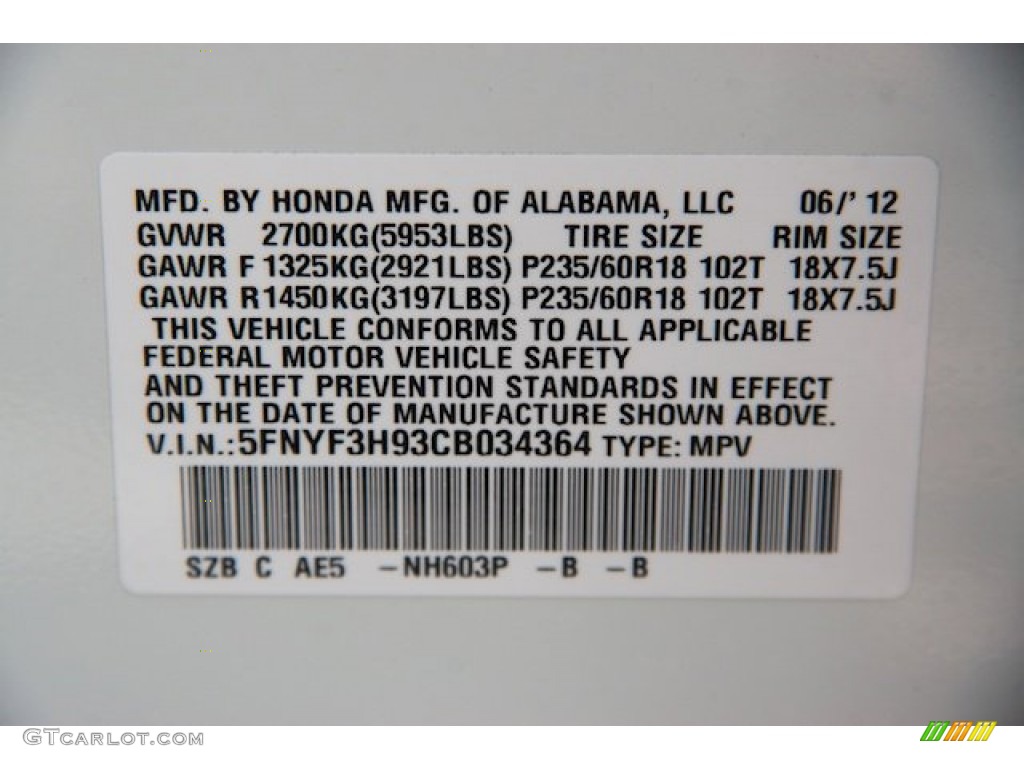 MFD. BY HONDA MFG. OF ALABAMA, LLC 06/' 12
GVWR 2700KG(5953LBS) TIRE SIZE RIM SIZE
GAWR F 1325KG(2921LBS) P235/60R18 102T 18X7.5J
GAWR R1450KG(3197LBS) P235/60R18 102T 18X7.5J
THIS VEHICLE CONFORMS TO ALL APPLICABLE
FEDERAL MOTOR VEHICLE SAFETY
AND THEFT PREVENTION STANDARDS IN EFFECT
ON THE DATE OF MANUFACTURE SHOWN ABOVE.
V.I.N.:5FNYF3H93CB034364 TYPE: MPV
SZB C AE5 -NH603P -B -B
GTCARLOT.COM